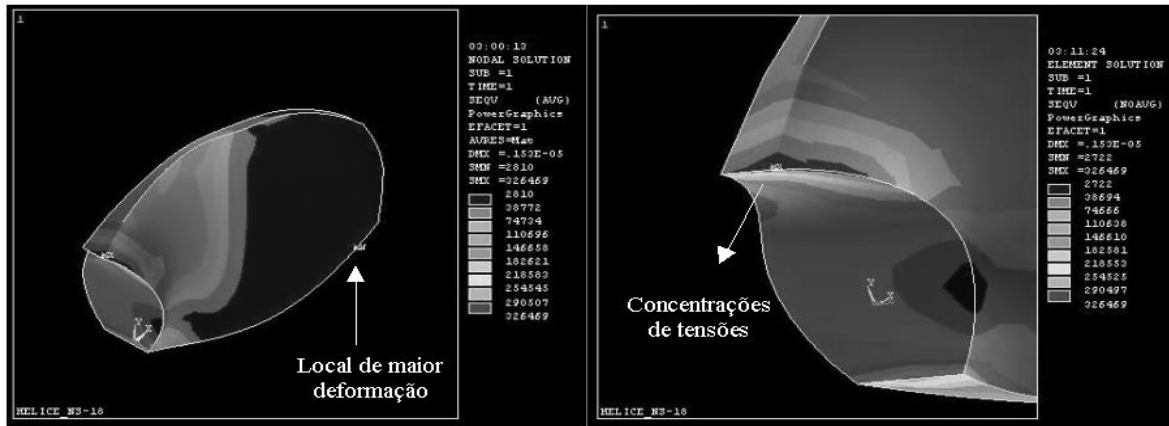 1
03:00:13
NODAL SOLUTION
SUB =1
TIME=1
SEQV (AVG)
PowerGraphics
EFACET=1
AVRES=Mat
DMX =.153E-05
SMN =2810
SMX =326469
2810
38772
74734
110696
146658
182621
218583
254545
290507
326469
MX
Y
X
Local de maior
deformação
HELICE_NS-18
1
03:11:24
ELEMENT SOLUTION
SUB =1
TIME=1
SEQV (NOAVG)
PowerGraphics
EFACET=1
DMX =.153E-05
SMN =2722
SMX =326469
2722
38694
74666
110638
146610
182581
218553
254525
290497
326469
MX
Y
X
Concentrações
de tensões
HELICE_NS-18